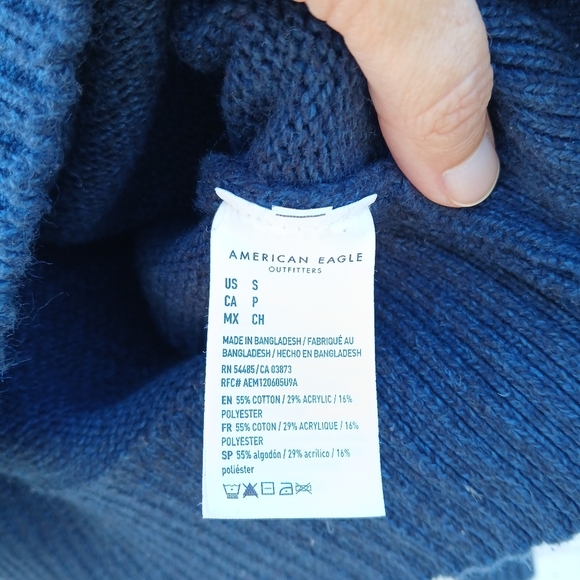 AMERICAN EAGLE
OUTFITTERS
US S
CA P
MX CH
MADE IN BANGLADESH / FABRIQUÉ AU
BANGLADESH / HECHO EN BANGLADESH
RN 54485/CA 03873
RFC# AEM120605U9A
EN 55% COTTON / 29% ACRYLIC / 16%
POLYESTER
FR 55% COTON / 29% ACRYLIQUE / 16%
POLYESTER
SP 55% algodón / 29% acrílico / 16%
poliéster